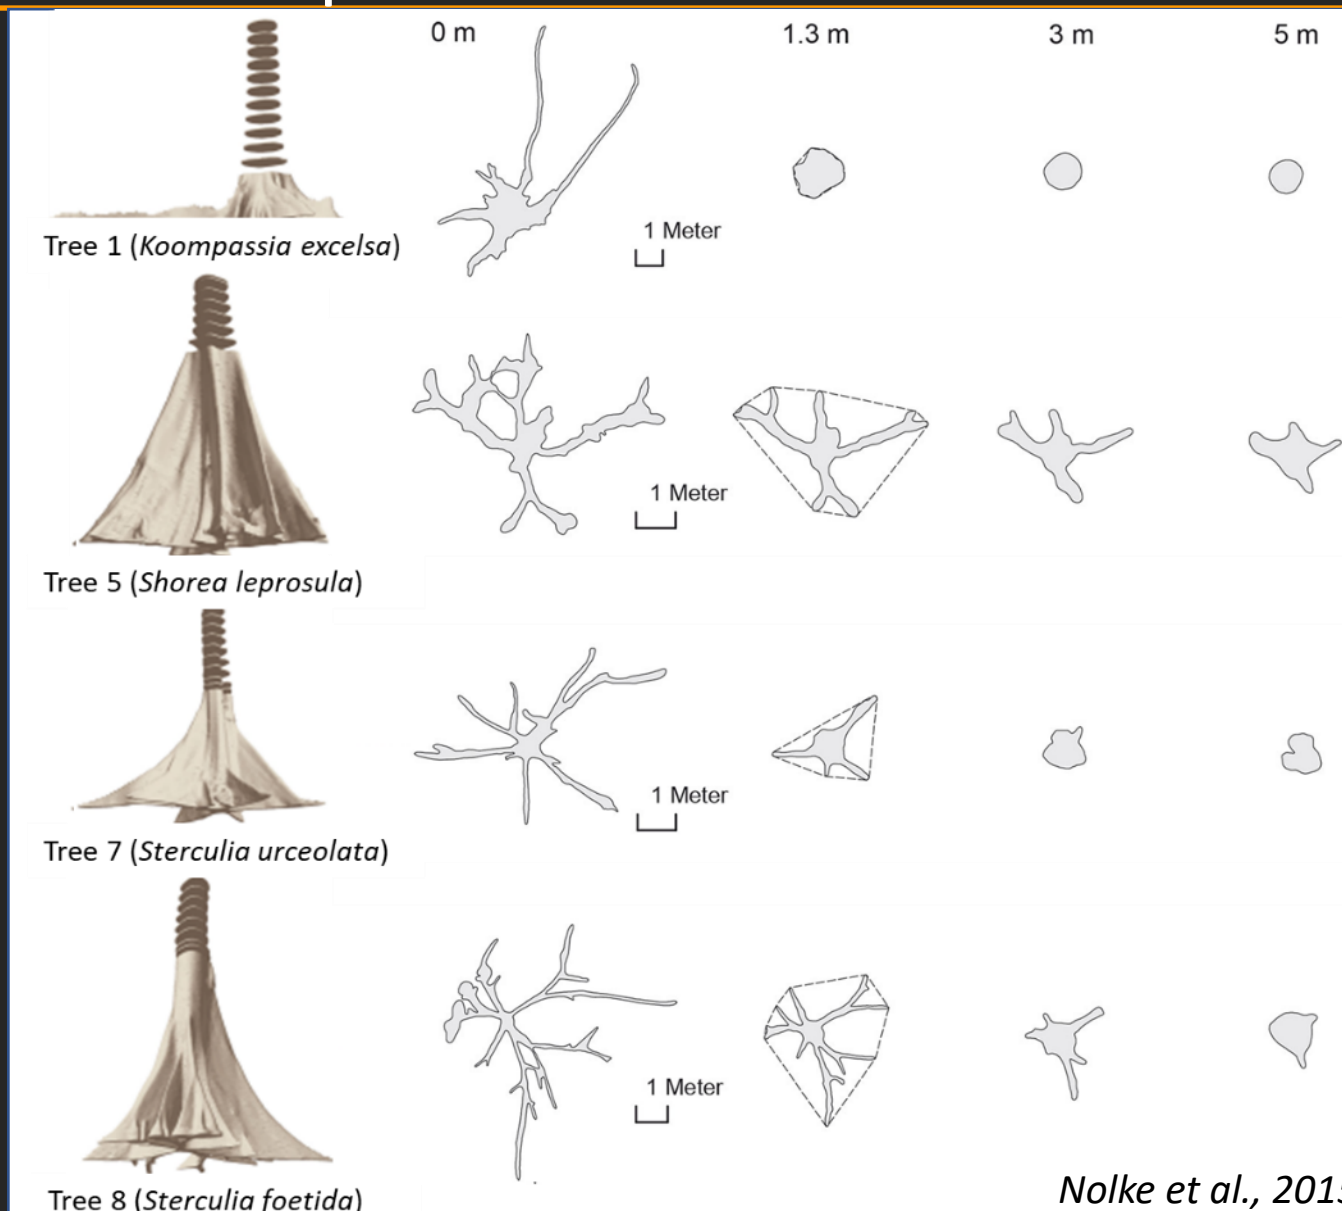 0 m 1.3 m 3 m 5 m
1 Meter
Tree 1 (Koompassia excelsa)
1 Meter
Tree 5 (Shorea leprosula)
1 Meter
Tree 7 (Sterculia urceolata)
1 Meter
Tree 8 (Sterculia foetida)
Nolke et al.,